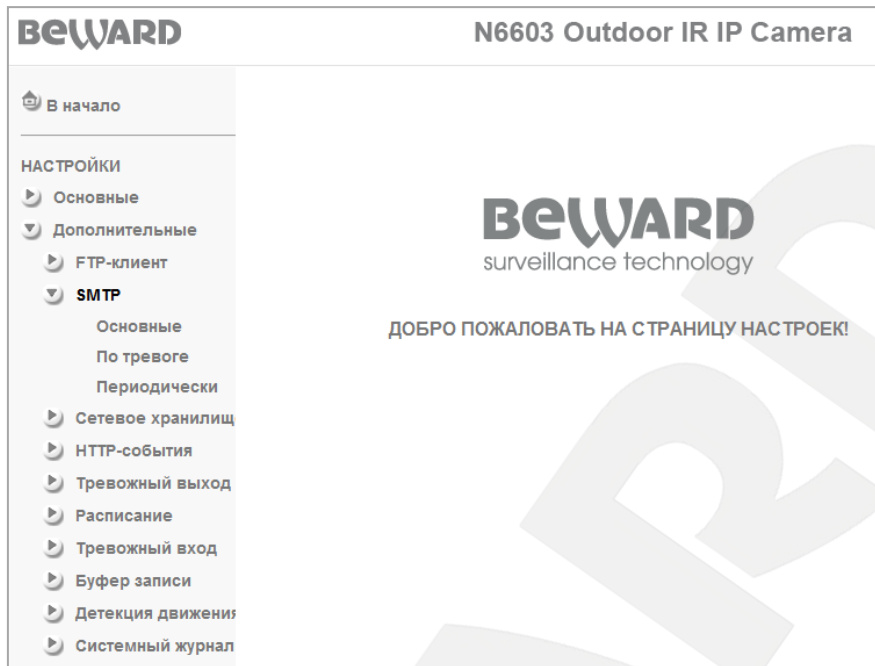 BEWARD
N6603 Outdoor IR IP Camera
В начало
НАСТРОЙКИ
Основные
Дополнительные
FTP-клиент
SMTP
Основные
По тревоге
Периодически
Сетевое хранилищ
HTTP-события
Тревожный выход
Расписание
Тревожный вход
Буфер записи
Детекция движения
Системный журнал
BEWARD
surveillance technology
ДОБРО ПОЖАЛОВАТЬ НА СТРАНИЦУ НАСТРОЕК!